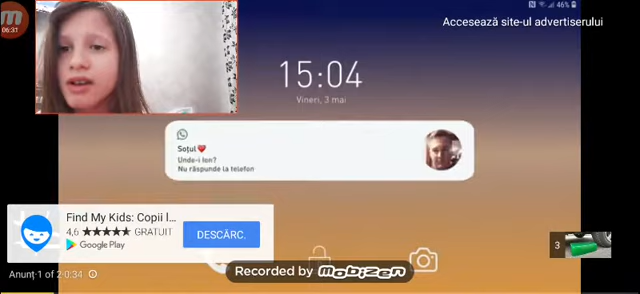 06:31
46%
Accesează site-ul advertiserului
15:04
Vineri, 3 mai
Soțul❤
Unde-i Ion?
Nu răspunde la telefon
Find My Kids: Copii l...
4,6 ★★★★★ GRATUIT
Google Play
DESCĂRC.
3
Anunț·1 of 2·0:34
Recorded by mobizen